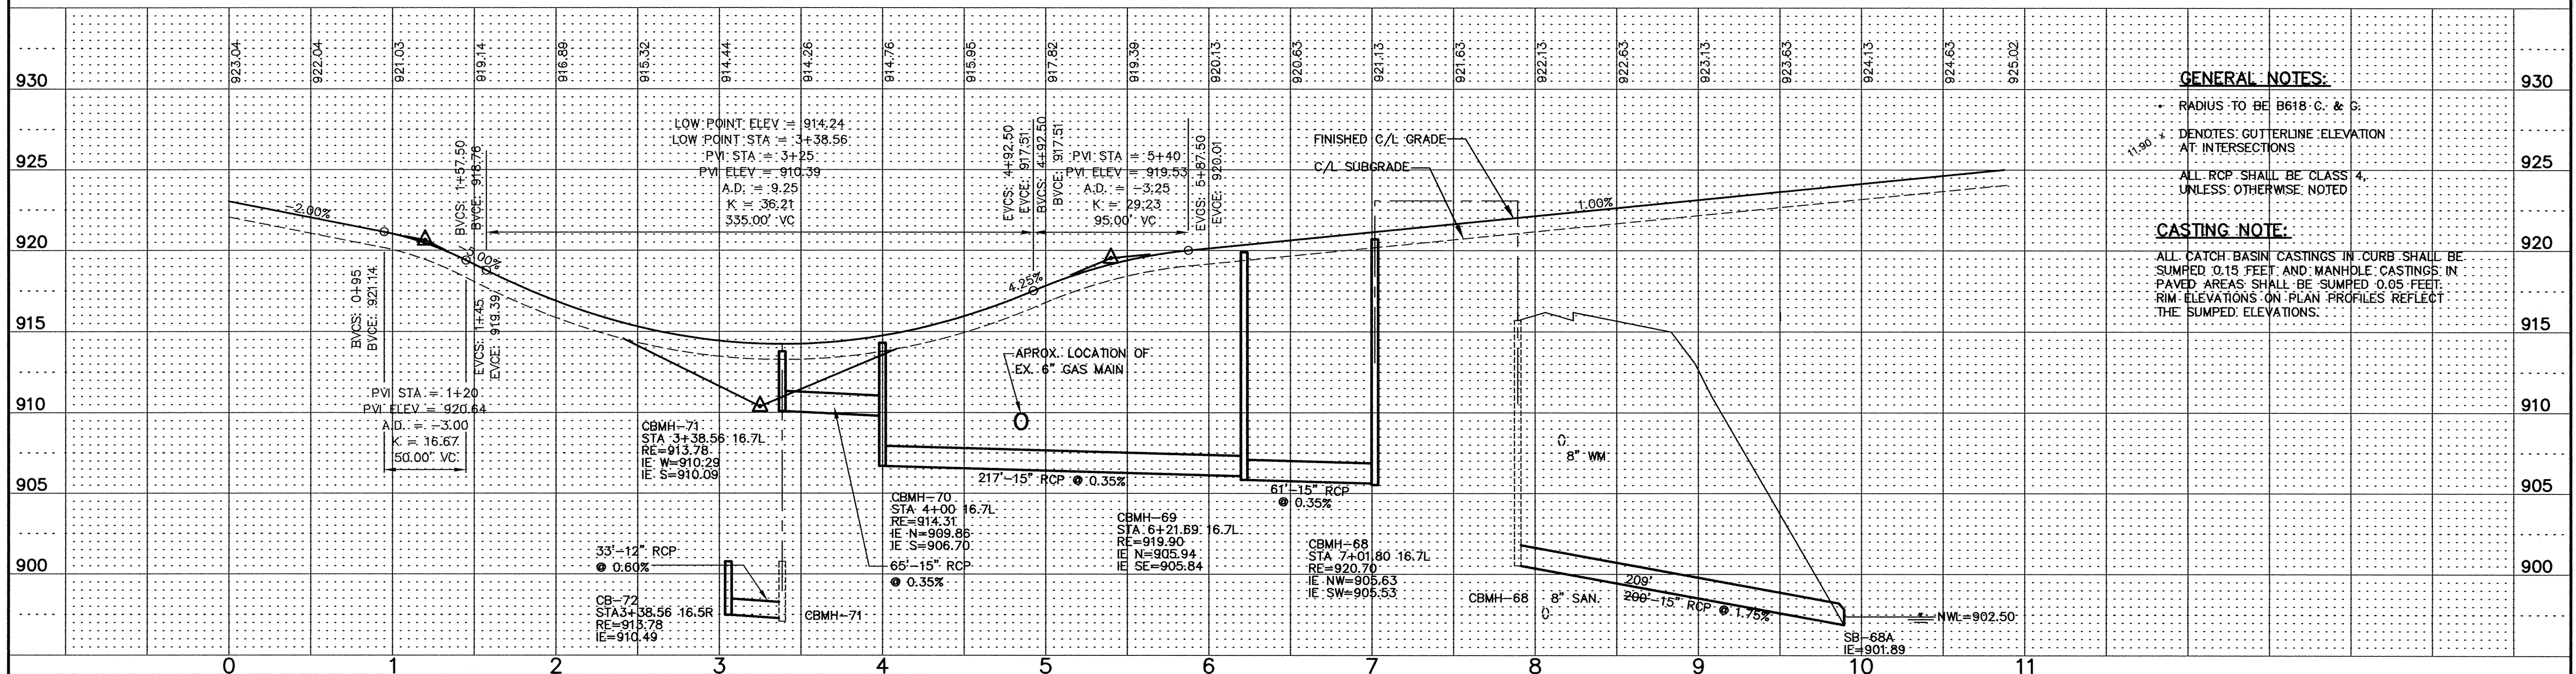 923.04
922.04
921.03
919.14
916.89
915.32
914.44
914.26
914.76
915.95
917.82
919.39
920.13
920.63
921.13
921.63
922.13
922.63
923.13
923.63
924.13
924.63
925.02
930
925
920
915
910
905
900
-2.00%
BVCS: 0+95
BVCE: 921.14
PVI STA = 1+20
PVI ELEV = 920.64
A.D. = -3.00
K = 16.67
50.00' VC
EVCS: 1+45
EVCE: 919.39
BVCS: 1+57.50
BVCE: 918.76
-5.00%
LOW POINT ELEV = 914.24
LOW POINT STA = 3+38.56
PVI STA = 3+25
PVI ELEV = 910.39
A.D. = 9.25
K = 36.21
335.00' VC
EVCS: 4+92.50
EVCE: 917.51
BVCS: 4+92.50
BVCE: 917.51
4.25%
PVI STA = 5+40
PVI ELEV = 919.53
A.D. = -3.25
K = 29.23
95.00' VC
EVCS: 5+87.50
EVCE: 920.01
FINISHED C/L GRADE
C/L SUBGRADE
1.00%
APROX. LOCATION OF
EX. 6" GAS MAIN
CBMH-71
STA 3+38.56 16.7L
RE=913.78
IE W=910.29
IE S=910.09
33'-12" RCP
@ 0.60%
CB-72
STA3+38.56 16.5R
RE=913.78
IE=910.49
CBMH-71
CBMH-70
STA 4+00 16.7L
RE=914.31
IE N=909.86
IE S=906.70
65'-15" RCP
@ 0.35%
217'-15" RCP @ 0.35%
CBMH-69
STA 6+21.69 16.7L
RE=919.90
IE N=905.94
IE SE=905.84
61'-15" RCP
@ 0.35%
CBMH-68
STA 7+01.80 16.7L
RE=920.70
IE NW=905.63
IE SW=905.53
8" WM
CBMH-68
8" SAN.
209'
200'-15" RCP @ 1.75%
NWL=902.50
SB-68A
IE=901.89
0 1 2 3 4 5 6 7 8 9 10 11
GENERAL NOTES:
• RADIUS TO BE B618 C. & G.
11.90 x DENOTES GUTTERLINE ELEVATION
AT INTERSECTIONS
ALL RCP SHALL BE CLASS 4,
UNLESS OTHERWISE NOTED
CASTING NOTE:
ALL CATCH BASIN CASTINGS IN CURB SHALL BE
SUMPED 0.15 FEET AND MANHOLE CASTINGS IN
PAVED AREAS SHALL BE SUMPED 0.05 FEET.
RIM ELEVATIONS ON PLAN PROFILES REFLECT
THE SUMPED ELEVATIONS.
930
925
920
915
910
905
900